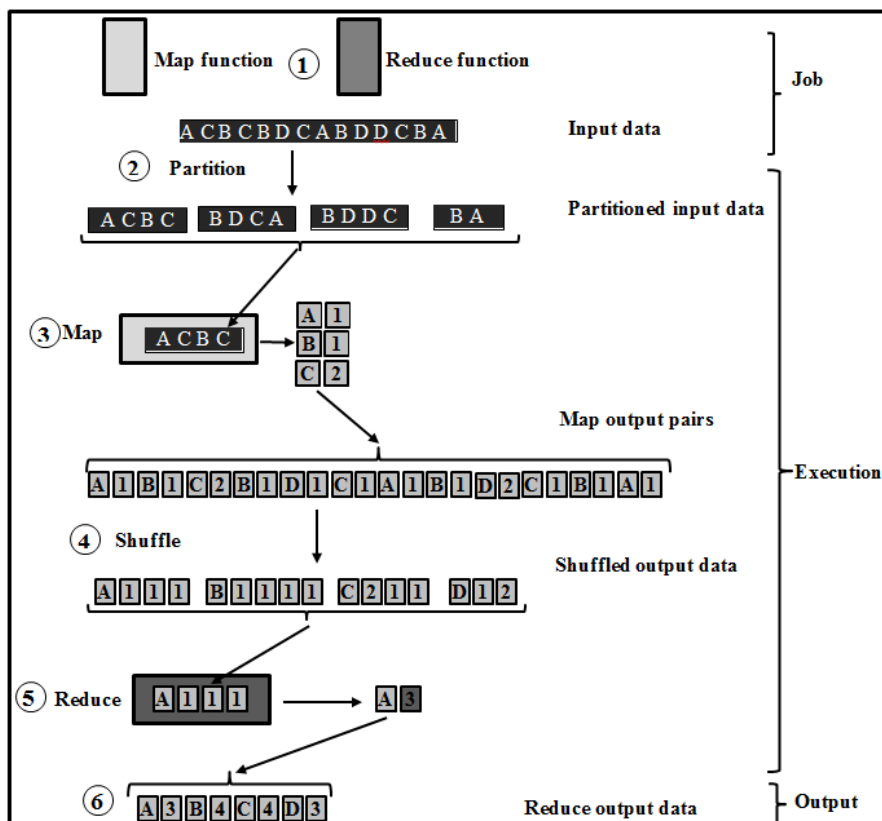 Map function 1 Reduce function
Job
A C B C B D C A B D D C B A Input data
2 Partition
A C B C B D C A B D D C B A Partitioned input data
3 Map A C B C A 1
B 1
C 2
Map output pairs
Execution
A 1 B 1 C 2 B 1 D 1 C 1 A 1 B 1 D 2 C 1 B 1 A 1
4 Shuffle
Shuffled output data
A 1 1 1 B 1 1 1 1 C 2 1 1 D 1 2
5 Reduce A 1 1 1 A 3
6 A 3 B 4 C 4 D 3 Reduce output data Output